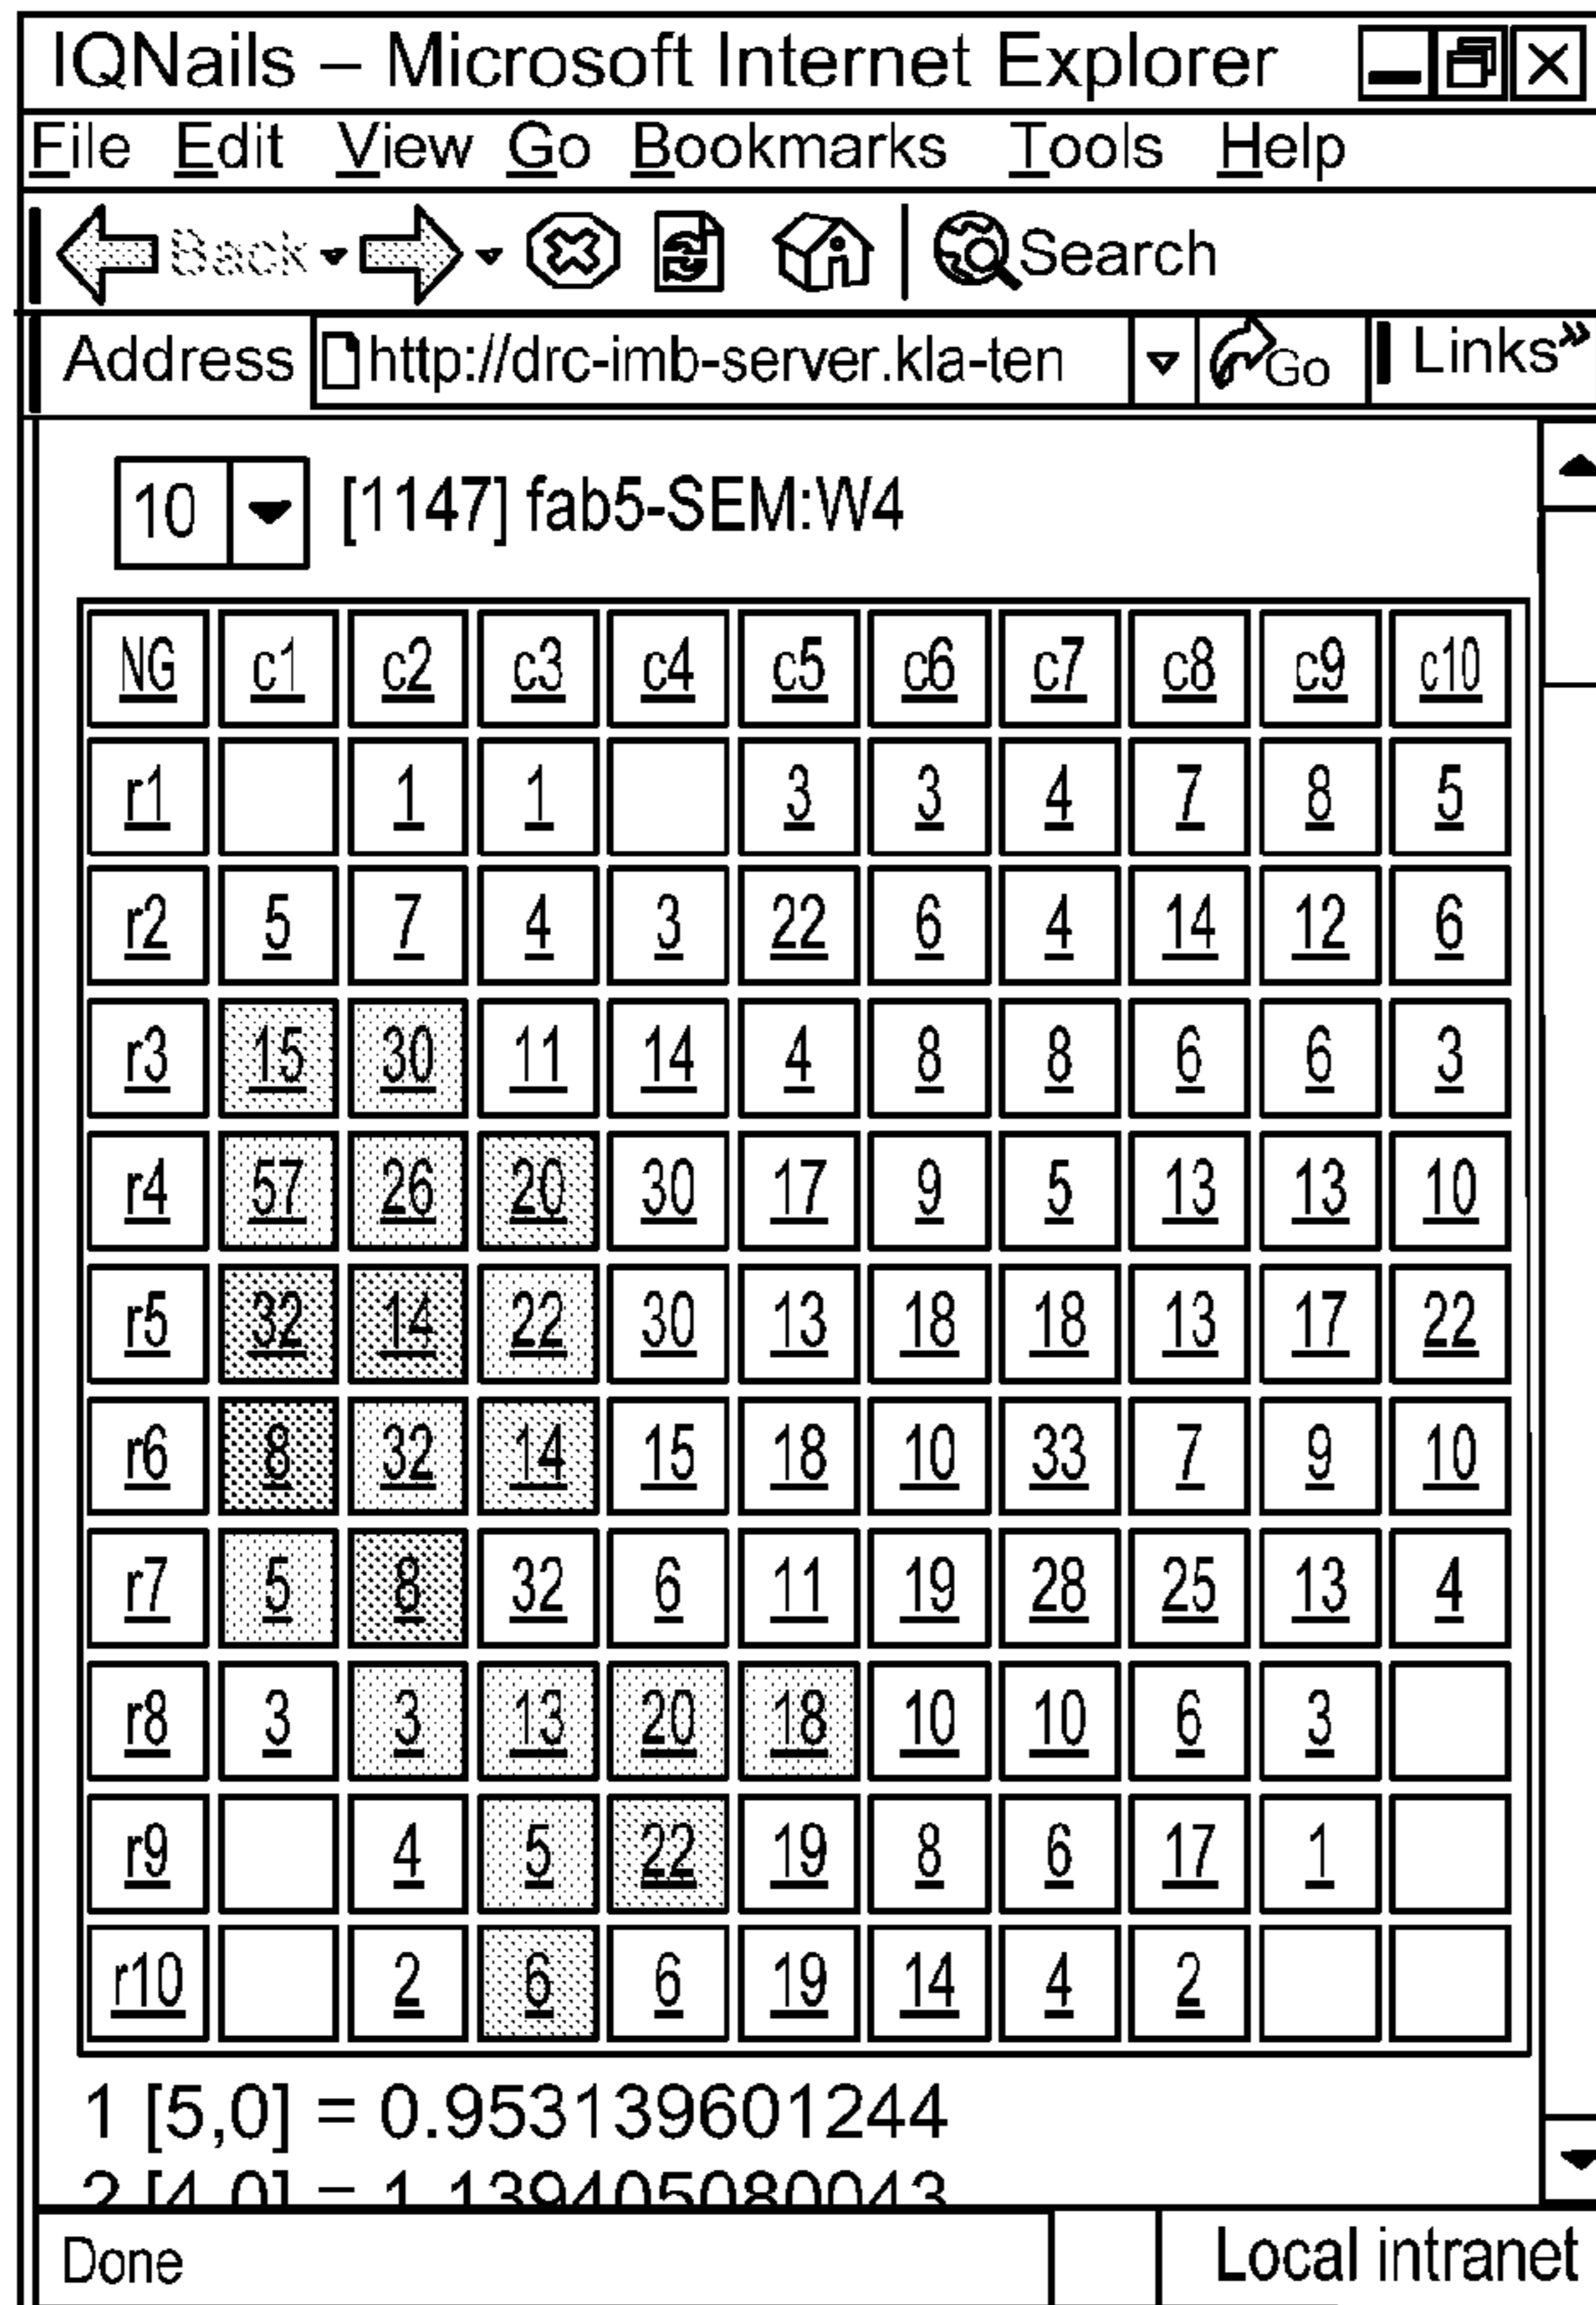 IQNails – Microsoft Internet Explorer
File Edit View Go Bookmarks Tools Help
Back Search
Address http://drc-imb-server.kla-ten Go Links»
10 [1147] fab5-SEM:W4
NG c1 c2 c3 c4 c5 c6 c7 c8 c9 c10
r1 1 1 3 3 4 7 8 5
r2 5 7 4 3 22 6 4 14 12 6
r3 15 30 11 14 4 8 8 6 6 3
r4 57 26 20 30 17 9 5 13 13 10
r5 32 14 22 30 13 18 18 13 17 22
r6 8 32 14 15 18 10 33 7 9 10
r7 5 8 32 6 11 19 28 25 13 4
r8 3 3 13 20 18 10 10 6 3
r9 4 5 22 19 8 6 17 1
r10 2 6 6 19 14 4 2
1 [5,0] = 0.953139601244
2 [4,0] = 1.139405080043
Done Local intranet